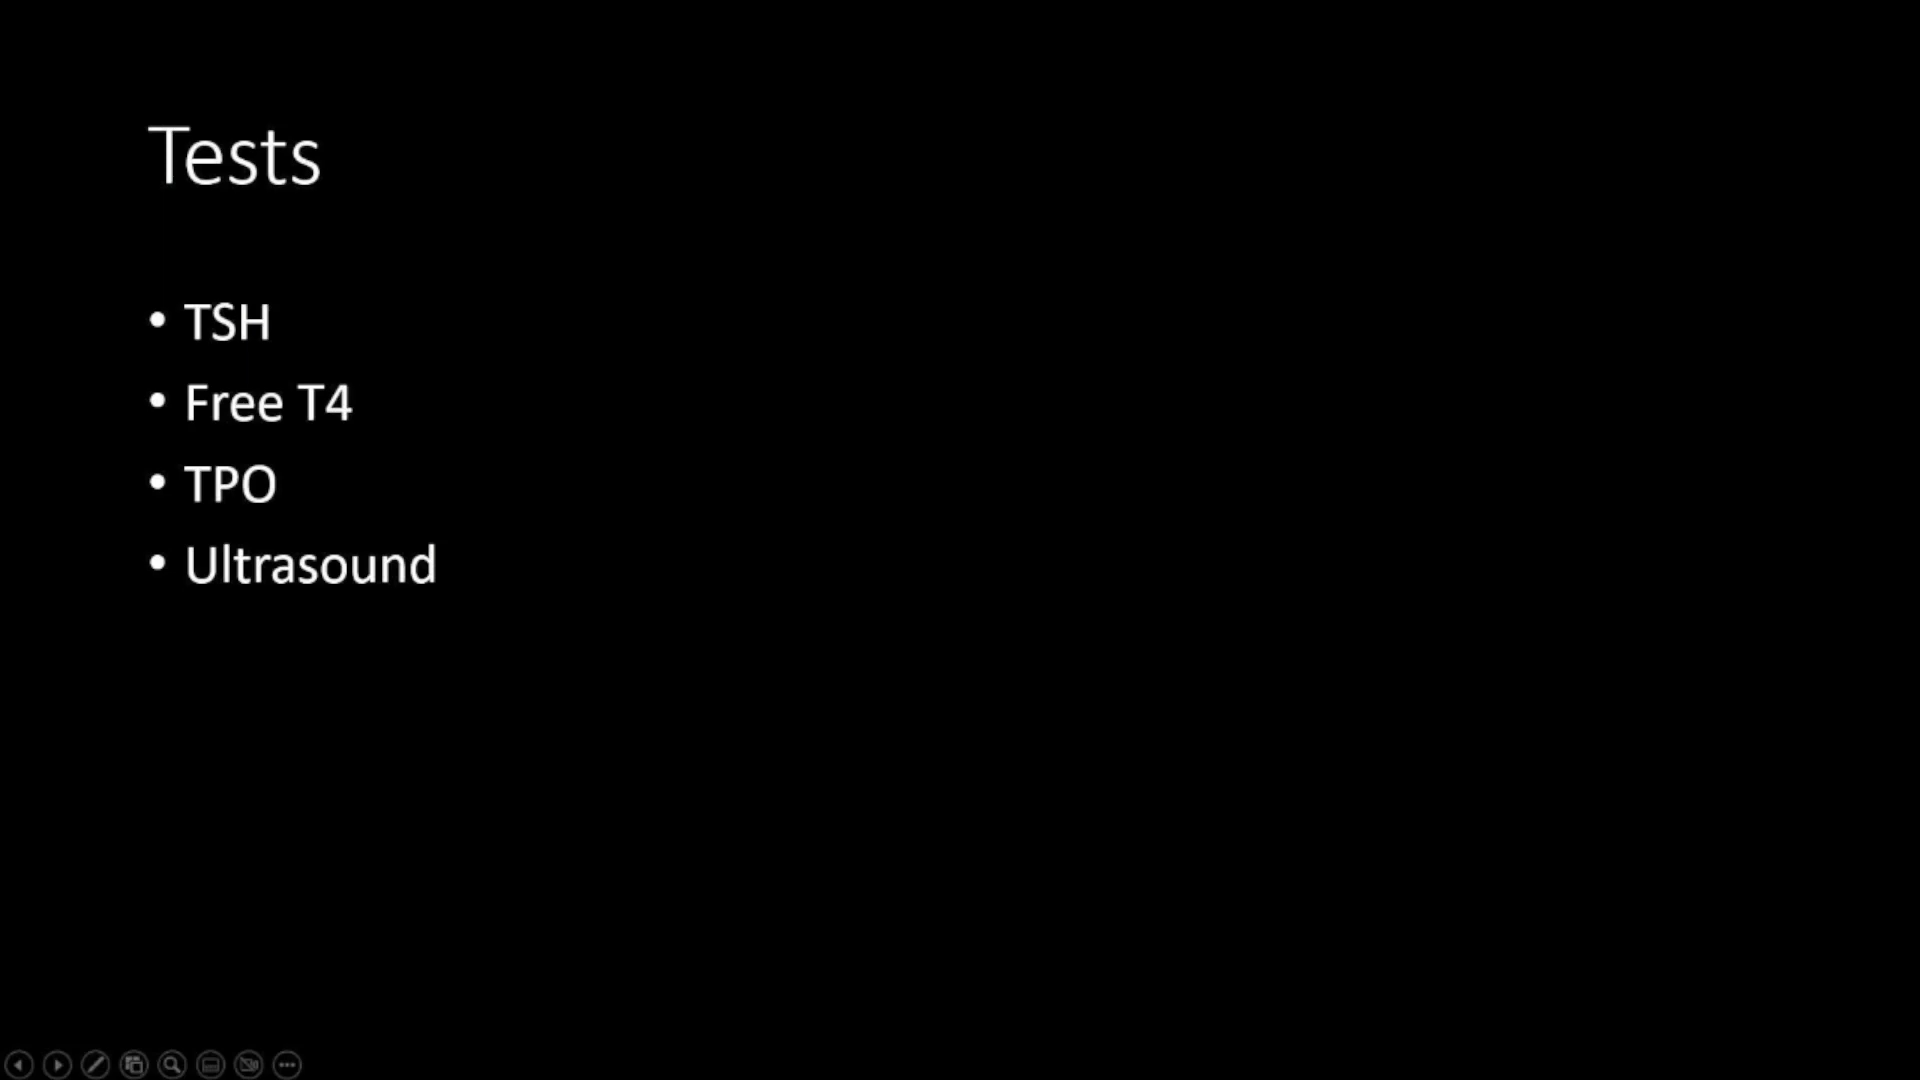 Tests
• TSH
• Free T4
• TPO
• Ultrasound